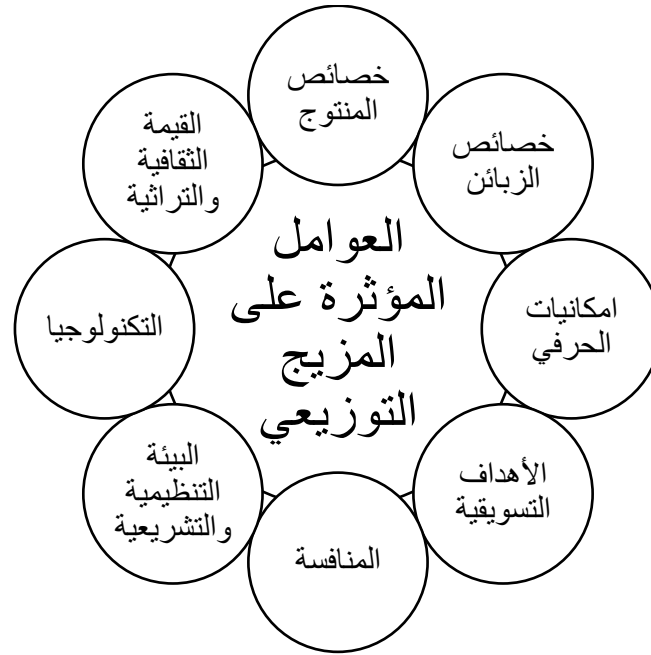 العوامل
المؤثرة على
المزيج
التوزيعي
خصائص
المنتوج
خصائص
الزبائن
امكانيات
الحرفي
الأهداف
التسويقية
المنافسة
البيئة
التنظيمية
والتشريعية
التكنولوجيا
القيمة
الثقافية
والتراثية